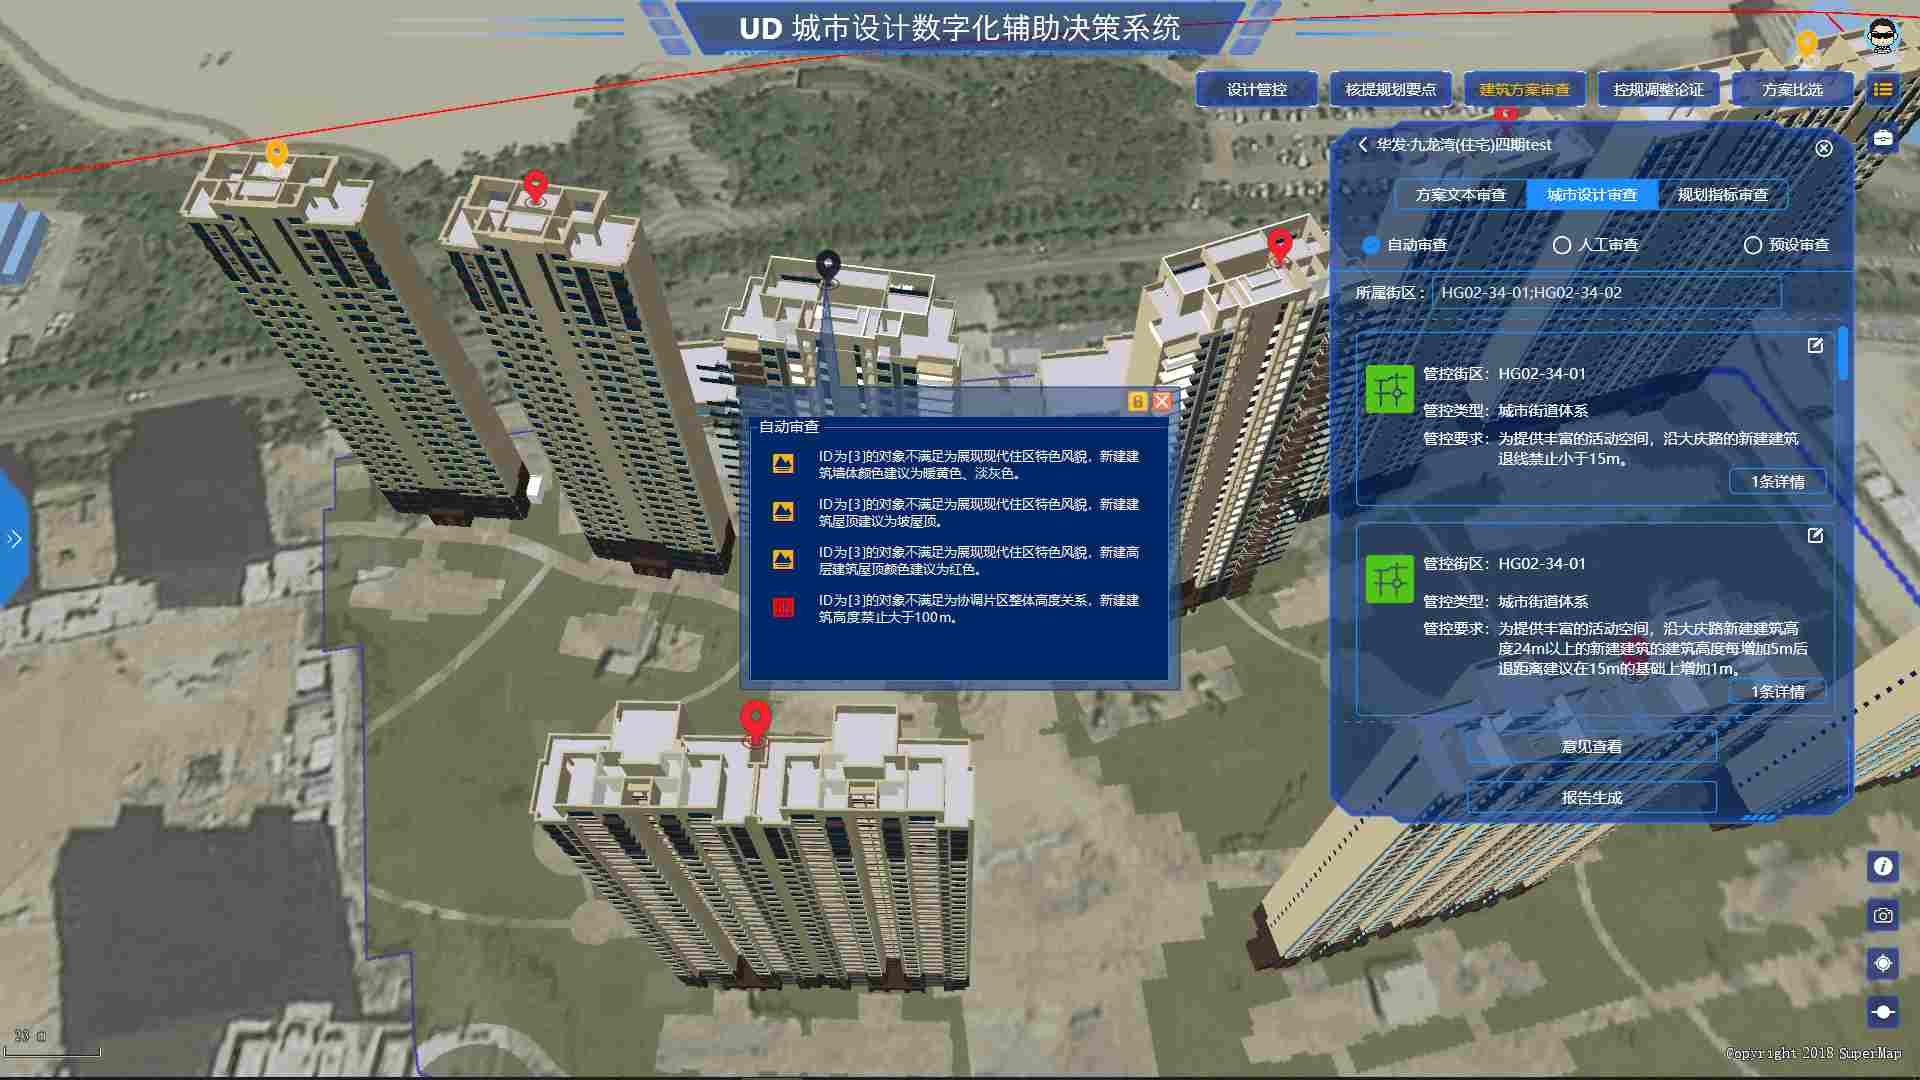 UD 城市设计数字化辅助决策系统
设计管控
核提规划要点
建筑方案审查
控规调整论证
方案比选
华发·九龙湾(住宅)四期test
方案文本审查
城市设计审查
规划指标审查
自动审查
人工审查
预设审查
所属街区：
HG02-34-01;HG02-34-02
管控街区：HG02-34-01
管控类型：城市街道体系
管控要求：为提供丰富的活动空间，沿大庆路的新建建筑
退线禁止小于15m。
1条详情
管控街区：HG02-34-01
管控类型：城市街道体系
管控要求：为提供丰富的活动空间，沿大庆路新建建筑高
度24m以上的新建建筑的建筑高度每增加5m后
退距离建议在15m的基础上增加1m。
1条详情
意见查看
报告生成
自动审查
ID为[3]的对象不满足为展现现代住区特色风貌，新建建
筑墙体颜色建议为暖黄色、淡灰色。
ID为[3]的对象不满足为展现现代住区特色风貌，新建建
筑屋顶建议为坡屋顶。
ID为[3]的对象不满足为展现现代住区特色风貌，新建高
层建筑屋顶颜色建议为红色。
ID为[3]的对象不满足为协调片区整体高度关系，新建建
筑高度禁止大于100m。
Copyright 2018 SuperMap